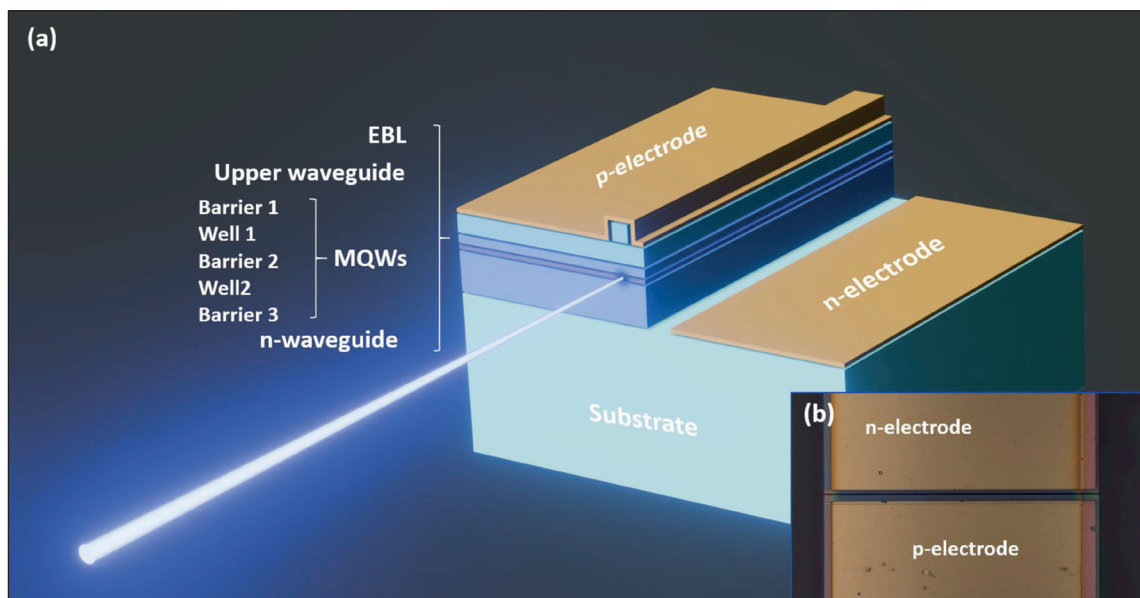 (a)
EBL
Upper waveguide
Barrier 1
Well 1
Barrier 2
Well2
Barrier 3
MQWs
n-waveguide
p-electrode
n-electrode
Substrate
(b)
n-electrode
p-electrode